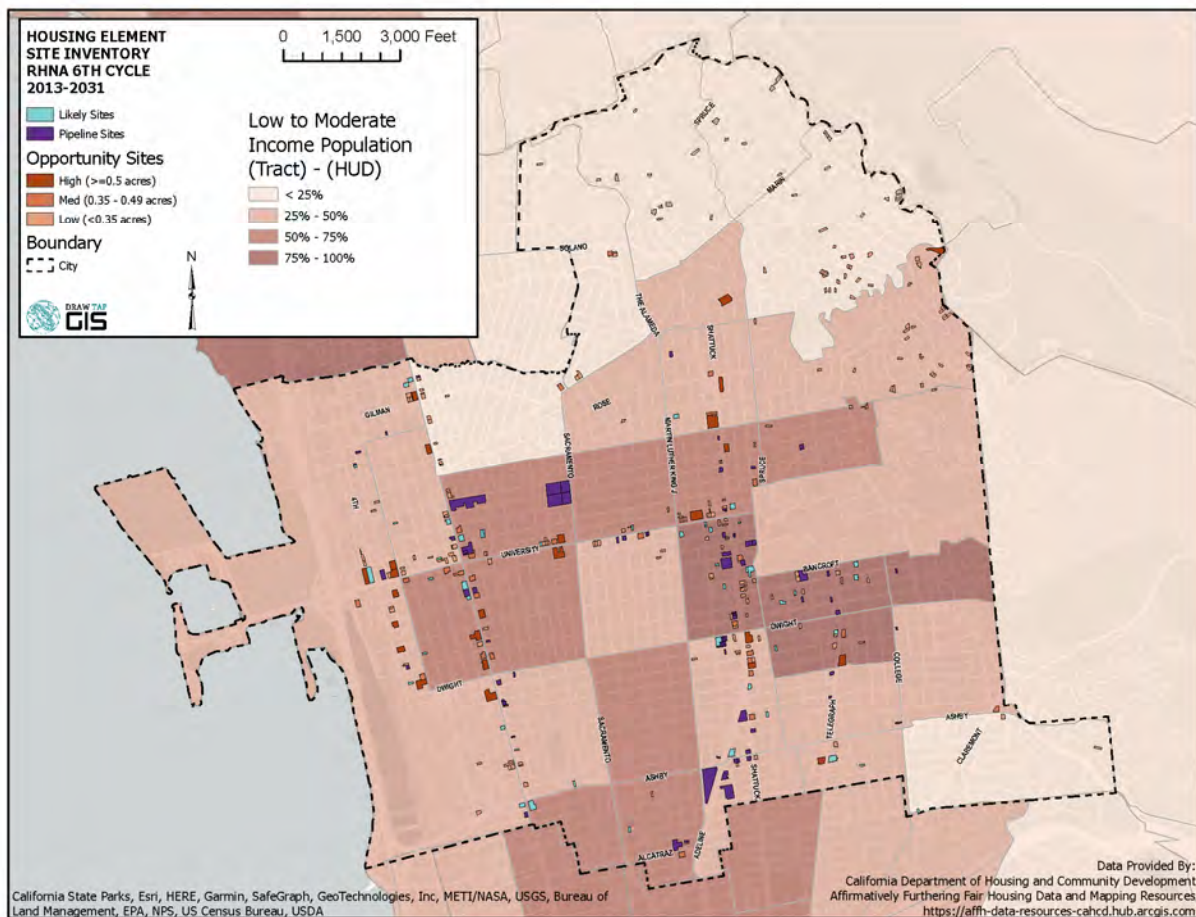 HOUSING ELEMENT
SITE INVENTORY
RHNA 6TH CYCLE
2013-2031
Likely Sites
Pipeline Sites
Opportunity Sites
High (>=0.5 acres)
Med (0.35 - 0.49 acres)
Low (<0.35 acres)
Boundary
City
DRAW TAP
GIS
0 1,500 3,000 Feet
Low to Moderate
Income Population
(Tract) - (HUD)
< 25%
25% - 50%
50% - 75%
75% - 100%
N
SPRUCE
MARIN
SOLANO
THE ALAMEDA
SHATTUCK
GILMAN
ROSE
SACRAMENTO
MARTIN LUTHER KING J
SPRUCE
4TH
UNIVERSITY
BANCROFT
DWIGHT
DWIGHT
COLLEGE
SACRAMENTO
TELEGRAPH
ASHBY
CLAREMONT
ASHBY
SHATTUCK
ADELINE
ALCATRAZ
California State Parks, Esri, HERE, Garmin, SafeGraph, GeoTechnologies, Inc, METI/NASA, USGS, Bureau of
Land Management, EPA, NPS, US Census Bureau, USDA
Data Provided By:
California Department of Housing and Community Development
Affirmatively Furthering Fair Housing Data and Mapping Resources
https://affh-data-resources-cahcd.hub.arcgis.com